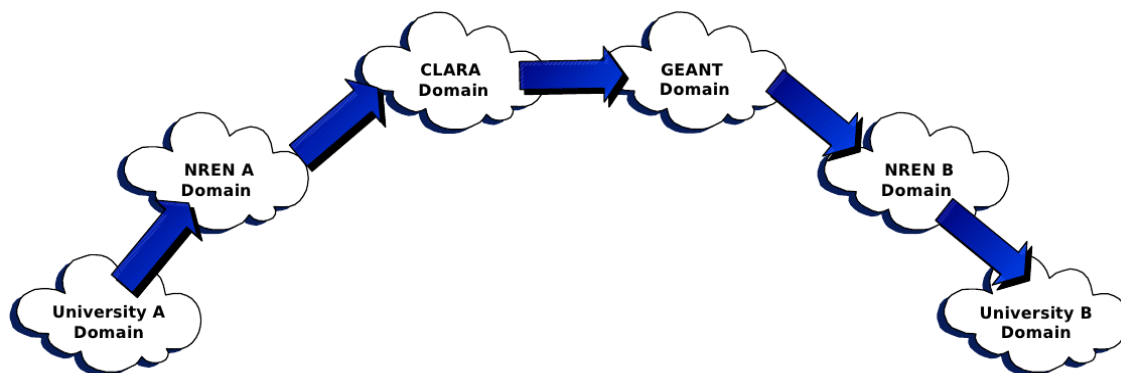 CLARA
Domain
GEANT
Domain
NREN A
Domain
NREN B
Domain
University A
Domain
University B
Domain